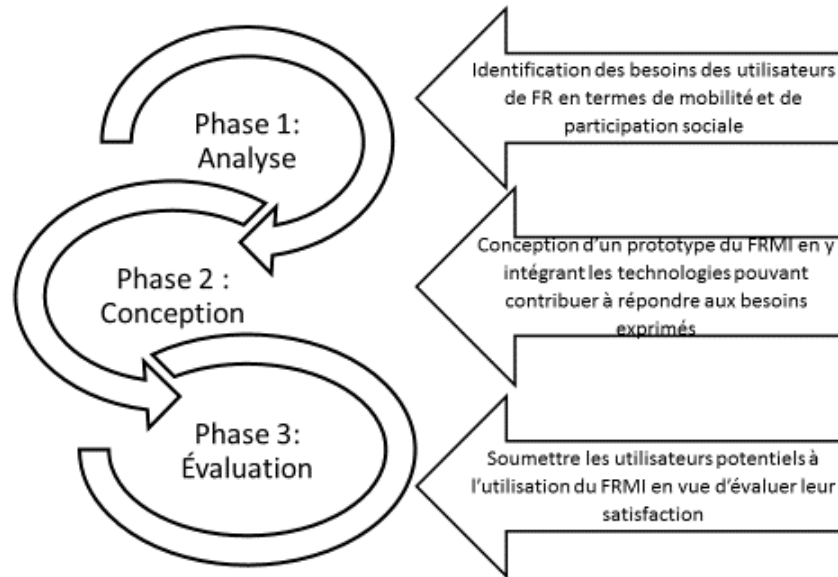 Phase 1:
Analyse
Identification des besoins des utilisateurs
de FR en termes de mobilité et de
participation sociale
Phase 2 :
Conception
Conception d'un prototype du FRMI en y
intégrant les technologies pouvant
contribuer à répondre aux besoins
exprimés
Phase 3:
Évaluation
Soumettre les utilisateurs potentiels à
l'utilisation du FRMI en vue d'évaluer leur
satisfaction